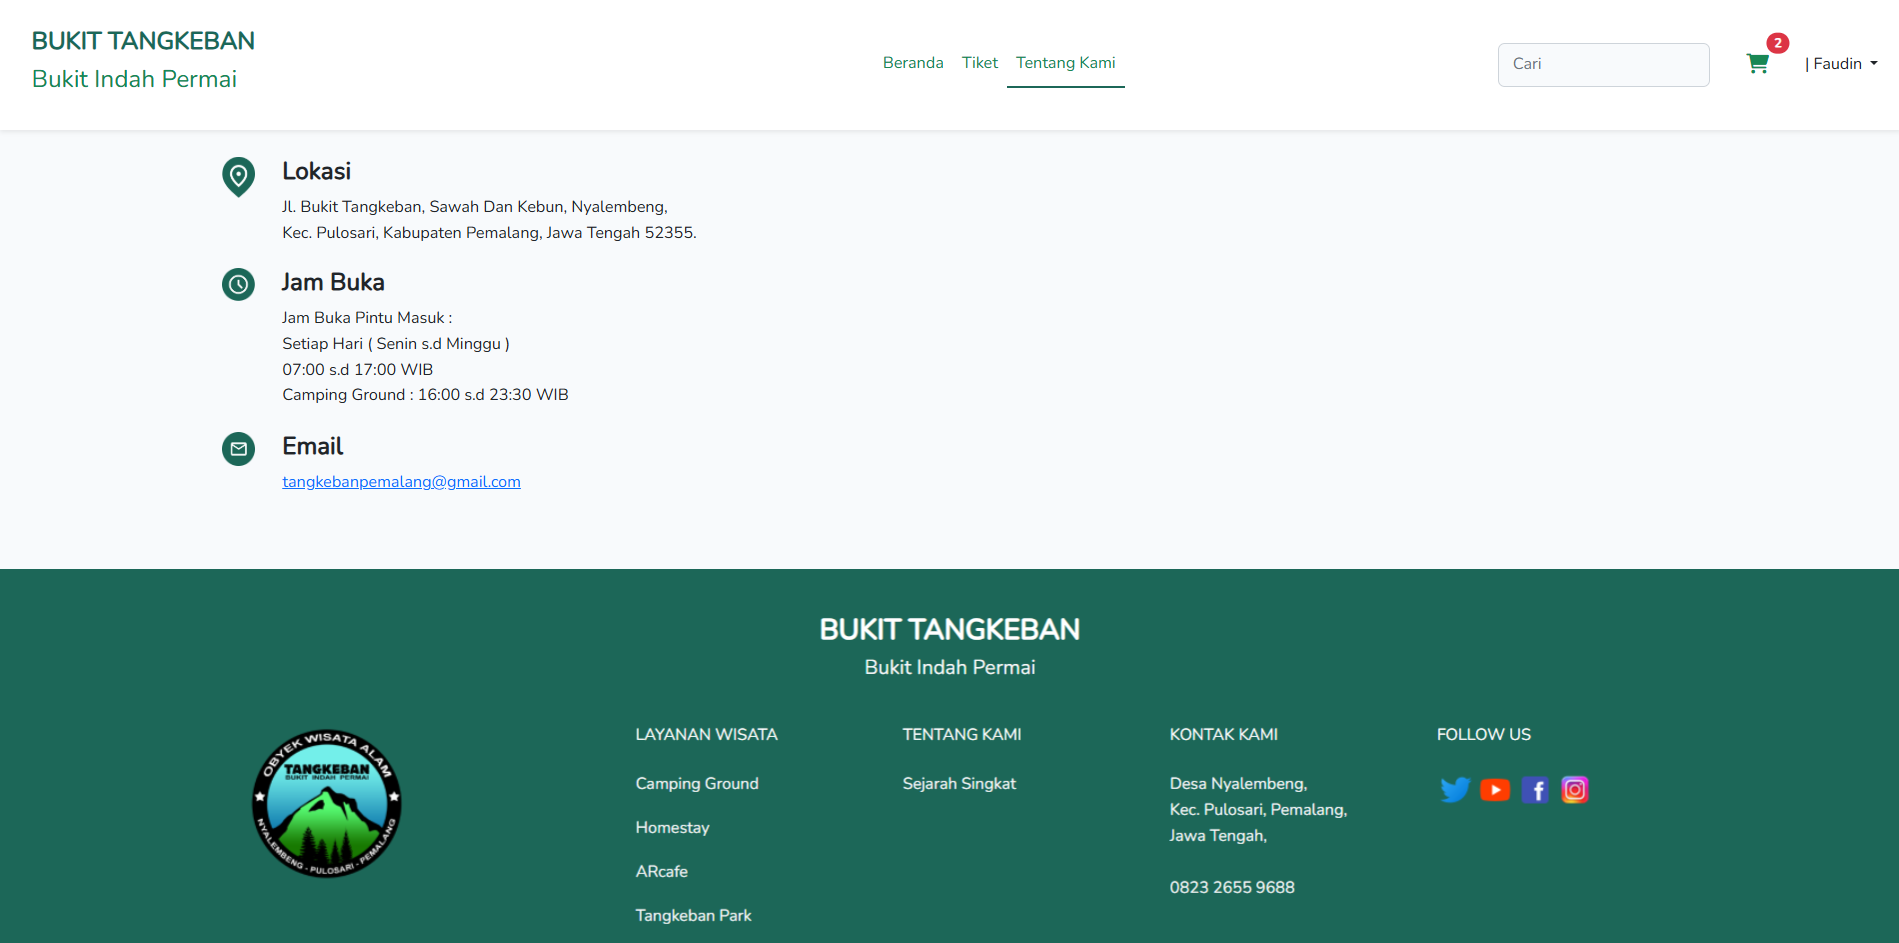 BUKIT TANGKEBAN
Bukit Indah Permai
Beranda
Tiket
Tentang Kami
Cari
2
| Faudin
Lokasi
Jl. Bukit Tangkeban, Sawah Dan Kebun, Nyalembeng,
Kec. Pulosari, Kabupaten Pemalang, Jawa Tengah 52355.
Jam Buka
Jam Buka Pintu Masuk :
Setiap Hari ( Senin s.d Minggu )
07:00 s.d 17:00 WIB
Camping Ground : 16:00 s.d 23:30 WIB
Email
tangkebanpemalang@gmail.com
BUKIT TANGKEBAN
Bukit Indah Permai
OBYEK WISATA ALAM
TANGKEBAN
BUKIT INDAH PERMAI
NYALEMBENG - PULOSARI - PEMALANG
LAYANAN WISATA
Camping Ground
Homestay
ARcafe
Tangkeban Park
TENTANG KAMI
Sejarah Singkat
KONTAK KAMI
Desa Nyalembeng,
Kec. Pulosari, Pemalang,
Jawa Tengah,
0823 2655 9688
FOLLOW US